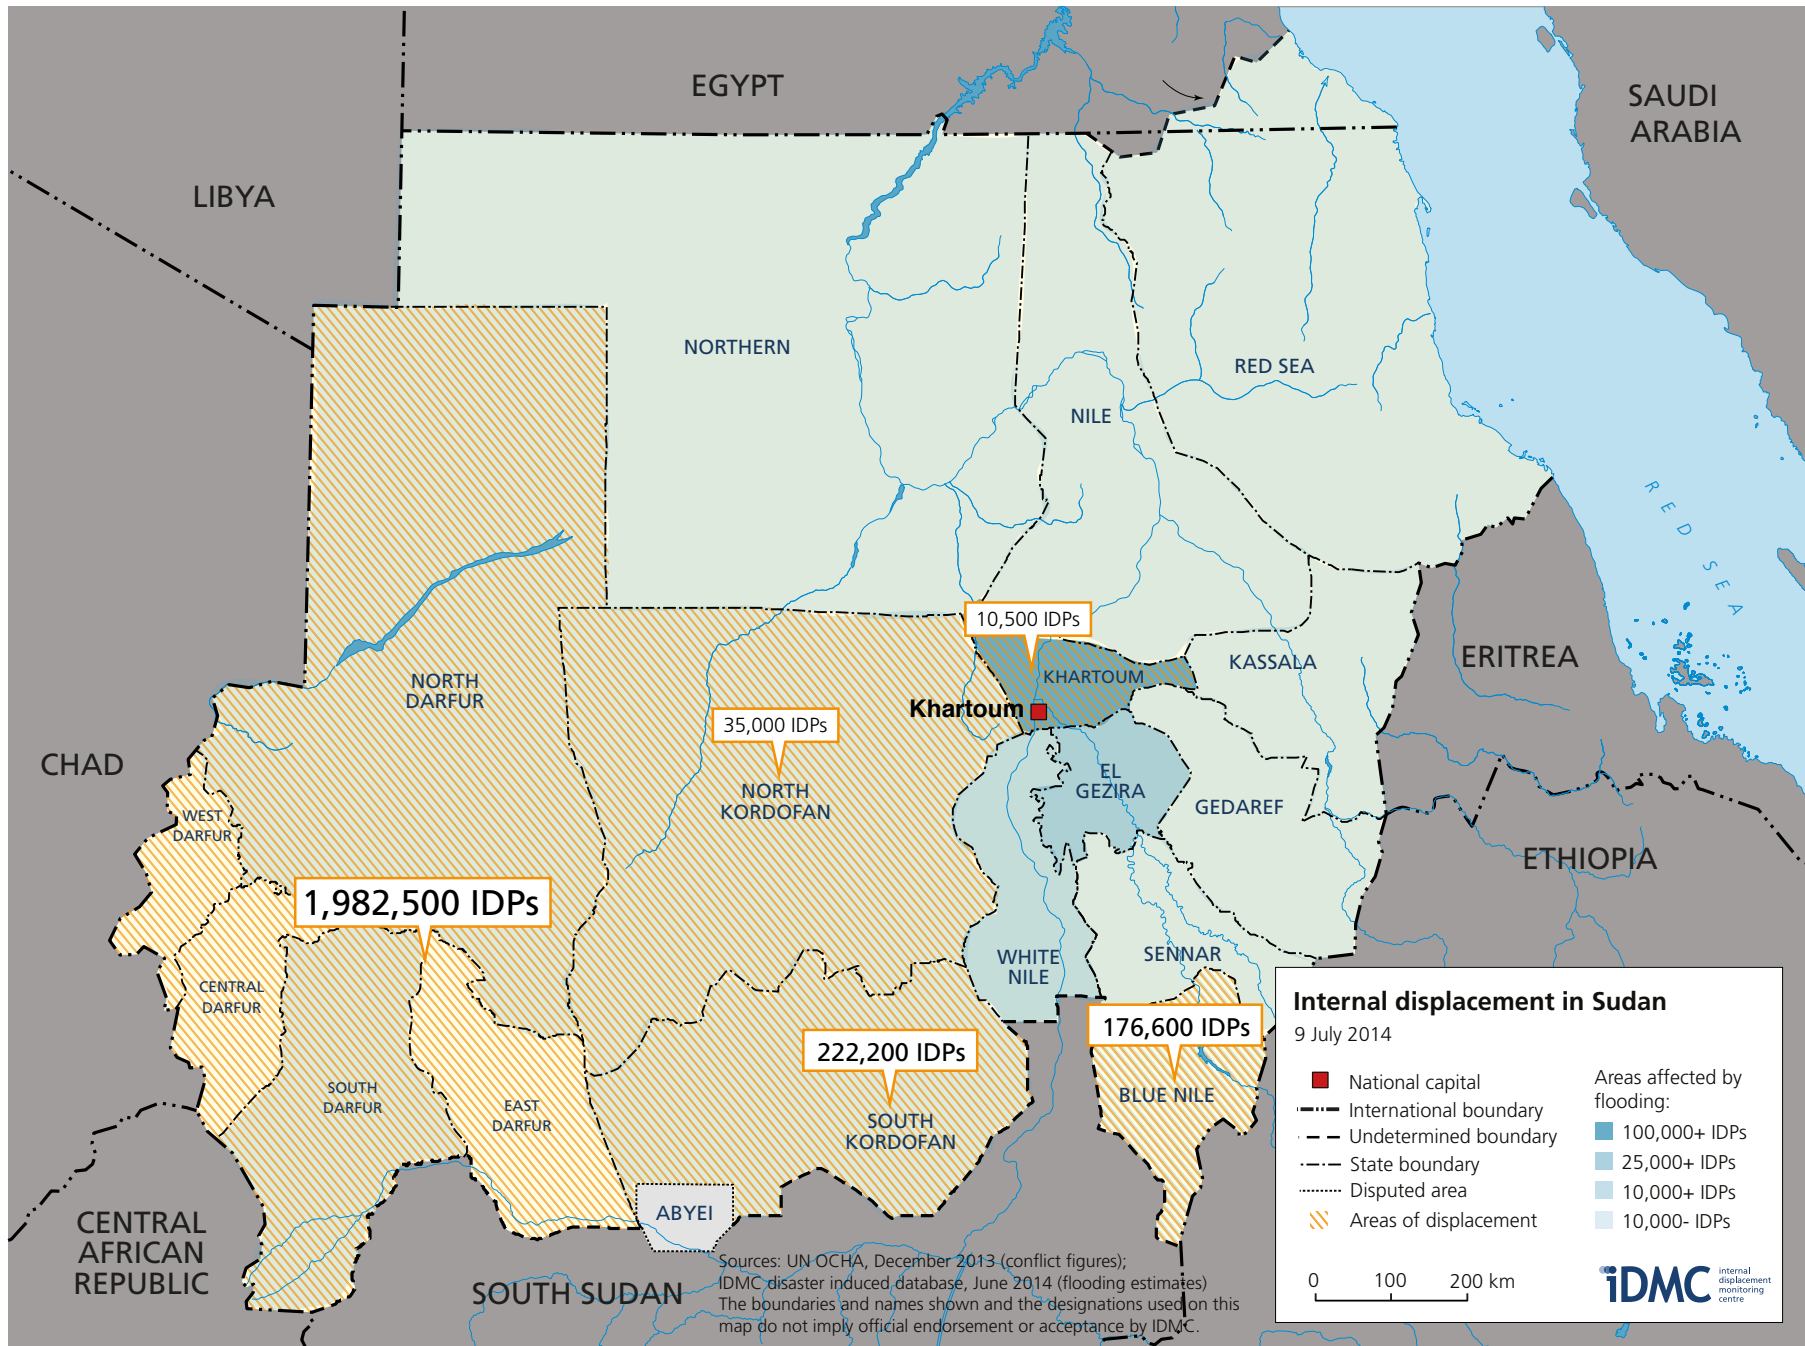 EGYPT
SAUDI
ARABIA
LIBYA
NORTHERN
RED SEA
NILE
RED SEA
10,500 IDPs
KASSALA
ERITREA
KHARTOUM
NORTH
DARFUR
Khartoum
35,000 IDPs
CHAD
EL
GEZIRA
NORTH
KORDOFAN
GEDAREF
WEST
DARFUR
ETHIOPIA
1,982,500 IDPs
WHITE
NILE
SENNAR
CENTRAL
DARFUR
176,600 IDPs
222,200 IDPs
SOUTH
DARFUR
EAST
DARFUR
BLUE NILE
SOUTH
KORDOFAN
ABYEI
CENTRAL
AFRICAN
REPUBLIC
SOUTH SUDAN
Sources: UN OCHA, December 2013 (conflict figures);
IDMC disaster induced database, June 2014 (flooding estimates)
The boundaries and names shown and the designations used on this
map do not imply official endorsement or acceptance by IDMC.
Internal displacement in Sudan
9 July 2014
National capital
International boundary
Undetermined boundary
State boundary
Disputed area
Areas of displacement
Areas affected by
flooding:
100,000+ IDPs
25,000+ IDPs
10,000+ IDPs
10,000- IDPs
0 100 200 km
iDMC
internal
displacement
monitoring
centre